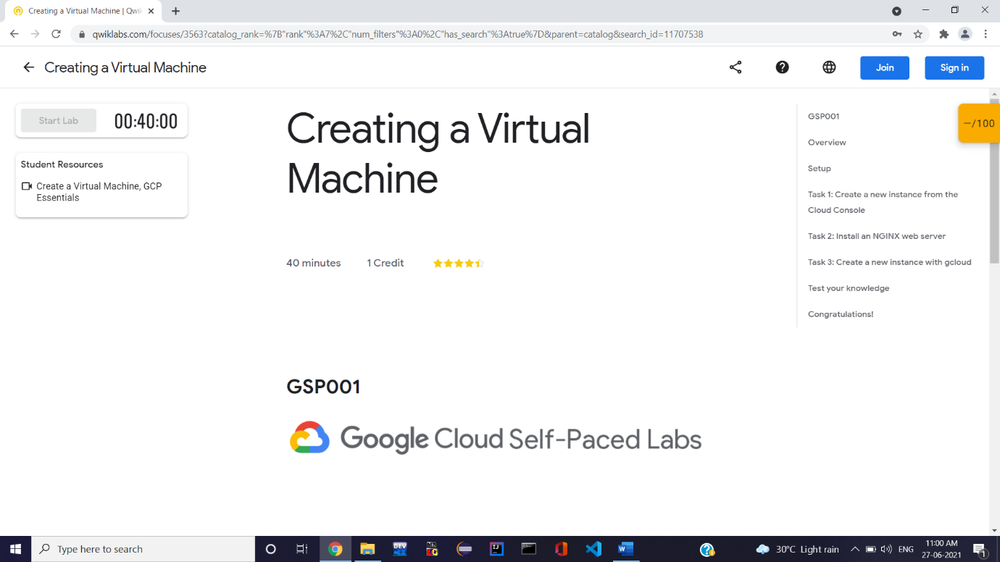 Creating a Virtual Machine | Qwi
qwiklabs.com/focuses/3563?catalog_rank=%7B"rank"%3A7%2C"num_filters"%3A0%2C"has_search"%3Atrue%7D&parent=catalog&search_id=11707538
Creating a Virtual Machine
Join
Sign in
Start Lab
00:40:00
Student Resources
Create a Virtual Machine, GCP
Essentials
Creating a Virtual
Machine
40 minutes
1 Credit
GSP001
Google Cloud Self-Paced Labs
GSP001
Overview
Setup
Task 1: Create a new instance from the
Cloud Console
Task 2: Install an NGINX web server
Task 3: Create a new instance with gcloud
Test your knowledge
Congratulations!
—/100
Type here to search
DEV
C++
30°C Light rain
ENG
11:00 AM
27-06-2021
1